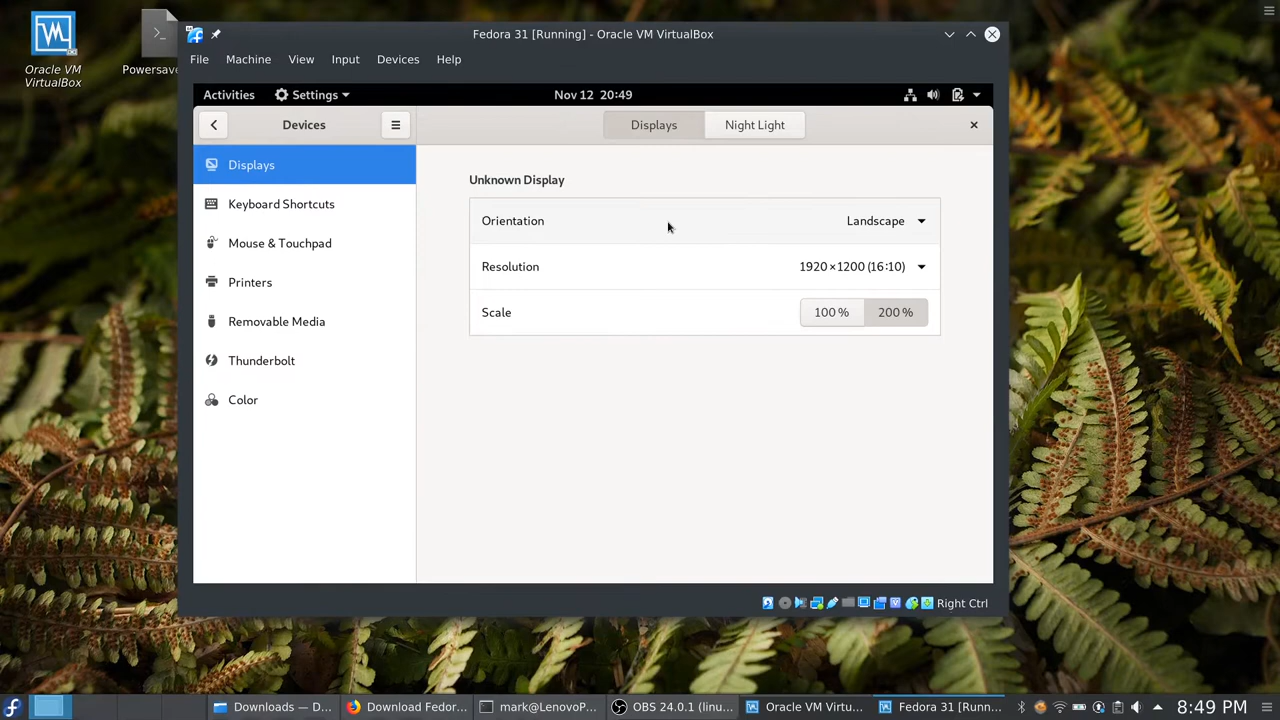 Oracle VM
VirtualBox
Powersave
Fedora 31 [Running] - Oracle VM VirtualBox
File Machine View Input Devices Help
Activities Settings Nov 12 20:49
Devices Displays Night Light
Displays
Keyboard Shortcuts
Mouse & Touchpad
Printers
Removable Media
Thunderbolt
Color
Unknown Display
Orientation Landscape
Resolution 1920×1200 (16:10)
Scale 100 % 200 %
Right Ctrl
Downloads — D... Download Fedor... mark@LenovoP... OBS 24.0.1 (linu... Oracle VM Virtu... Fedora 31 [Runn... 8:49 PM